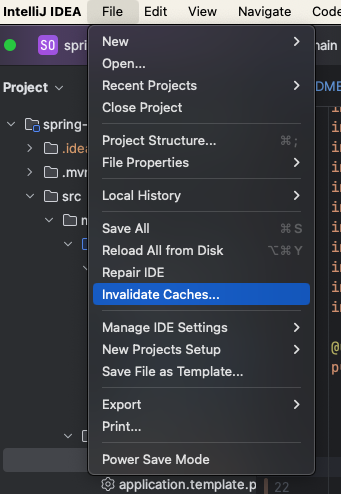 IntelliJ IDEA File Edit View Navigate Code
SO spri
Project
spring-
.idea
.mvn
src
New
Open...
Recent Projects
Close Project
Project Structure... ⌘;
File Properties
Local History
Save All ⌘S
Reload All from Disk ⌥⌘Y
Repair IDE
Invalidate Caches...
Manage IDE Settings
New Projects Setup
Save File as Template...
Export
Print...
Power Save Mode
application.template.p 22